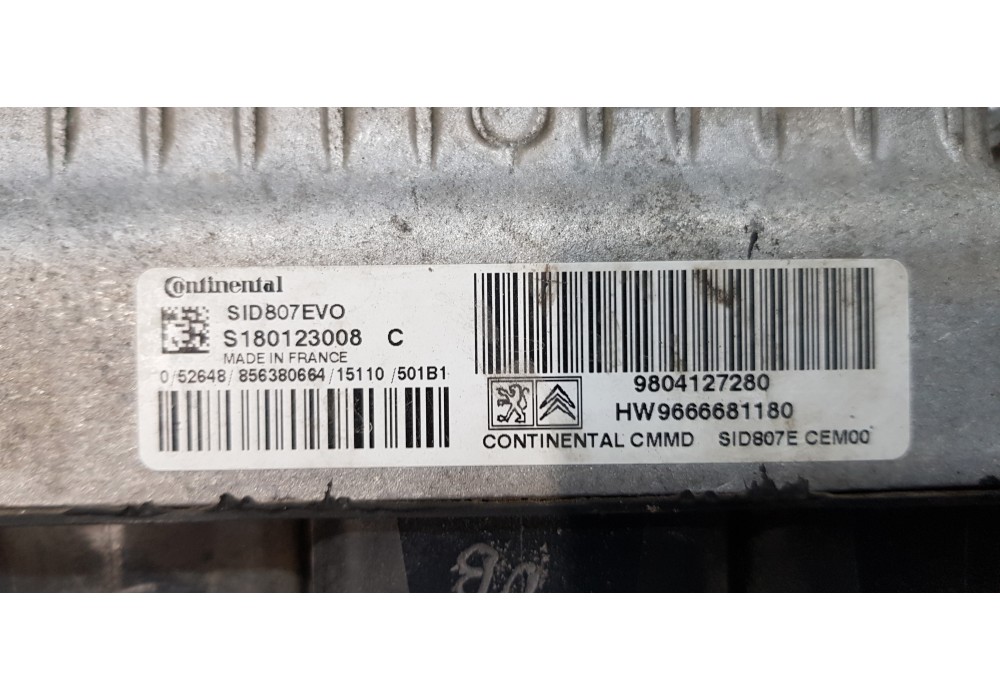 Continental
SID807EVO
S180123008 C
MADE IN FRANCE
0/52648/856380664/15110/501B1
9804127280
HW9666681180
CONTINENTAL CMMD SID807E CEM00